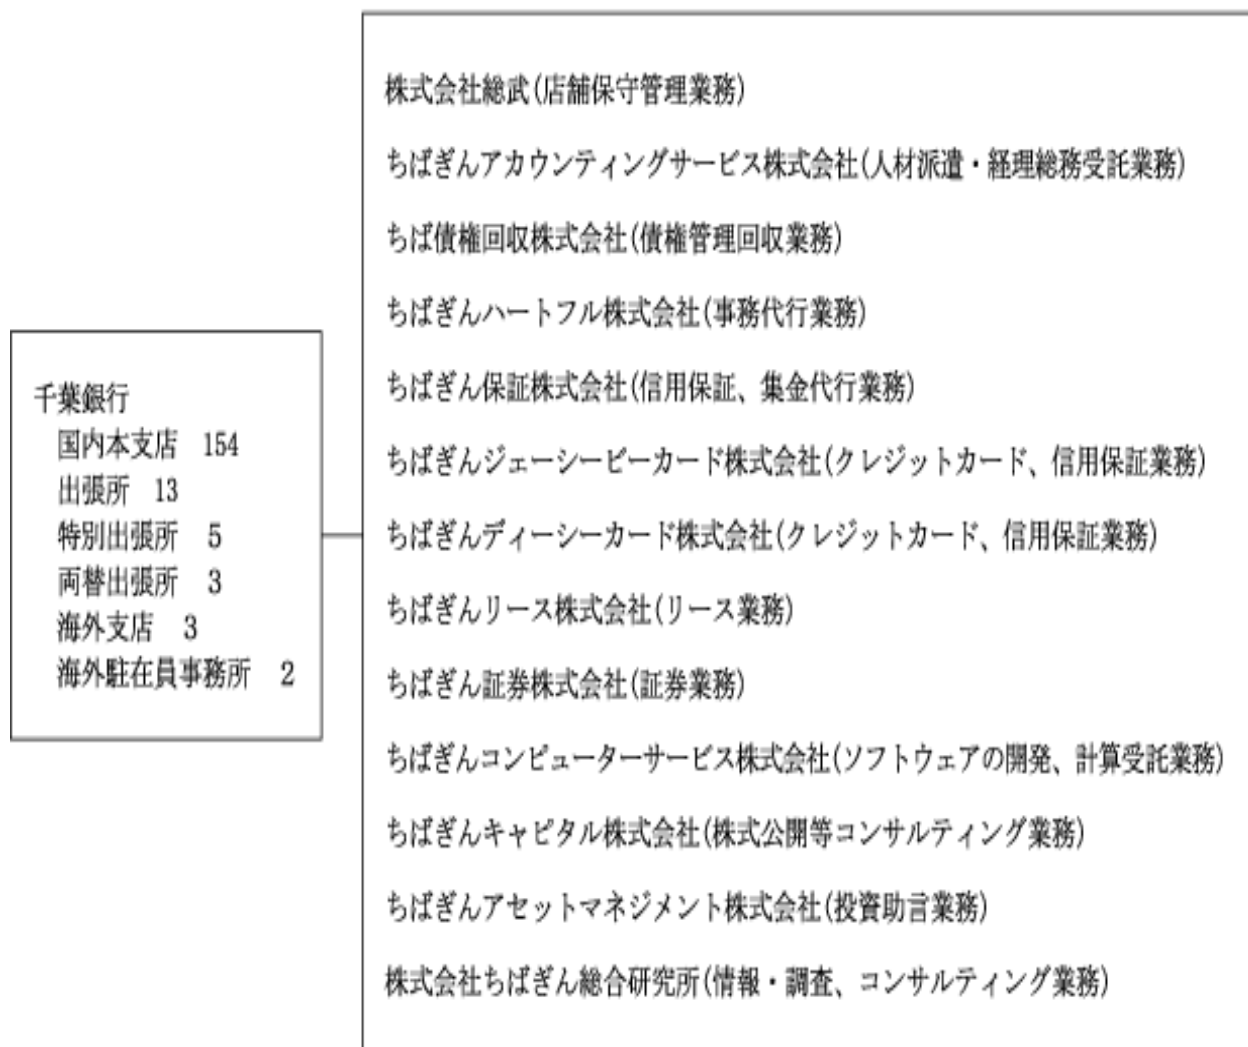 千葉銀行
国内本支店 154
出張所 13
特別出張所 5
両替出張所 3
海外支店 3
海外駐在員事務所 2
株式会社総武(店舗保守管理業務)
ちばぎんアカウンティングサービス株式会社(人材派遣・経理総務受託業務)
ちば債権回収株式会社(債権管理回収業務)
ちばぎんハートフル株式会社(事務代行業務)
ちばぎん保証株式会社(信用保証、集金代行業務)
ちばぎんジェーシービーカード株式会社(クレジットカード、信用保証業務)
ちばぎんディーシーカード株式会社(クレジットカード、信用保証業務)
ちばぎんリース株式会社(リース業務)
ちばぎん証券株式会社(証券業務)
ちばぎんコンピューターサービス株式会社(ソフトウェアの開発、計算受託業務)
ちばぎんキャピタル株式会社(株式公開等コンサルティング業務)
ちばぎんアセットマネジメント株式会社(投資助言業務)
株式会社ちばぎん総合研究所(情報・調査、コンサルティング業務)